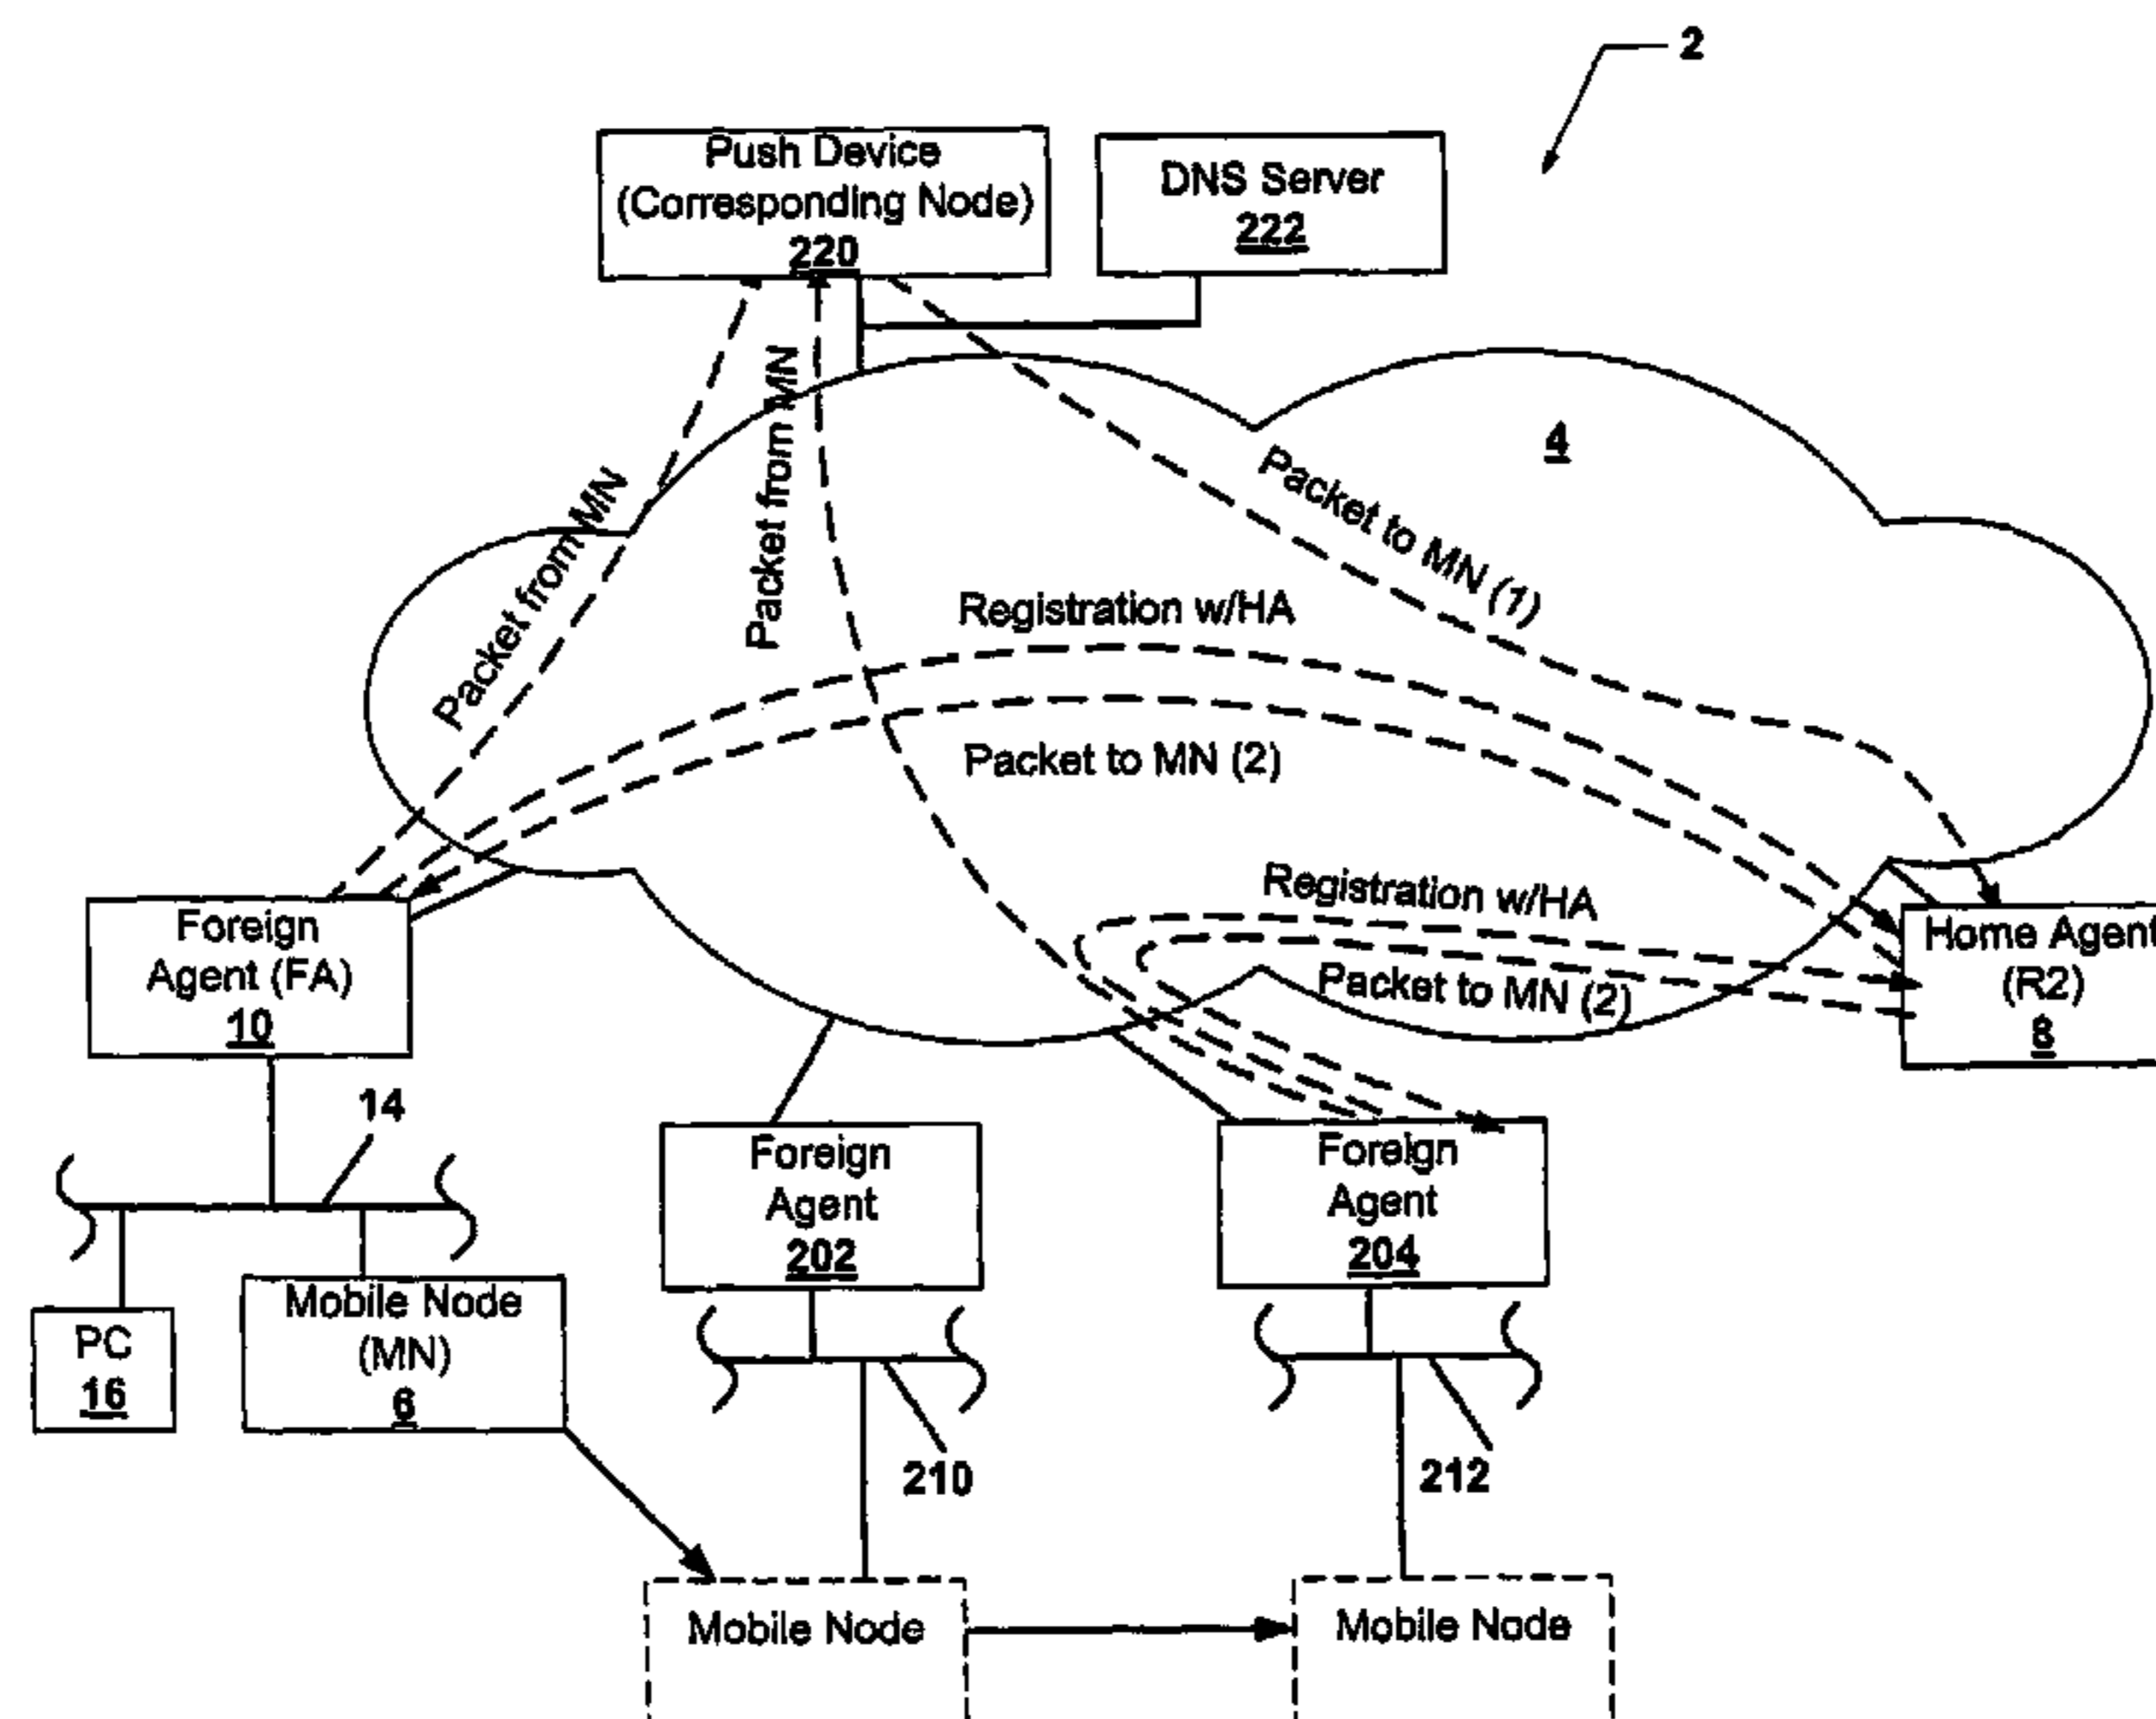 2
Push Device
(Corresponding Node)
220
DNS Server
222
4
Packet from MN
Packet from MN
Packet to MN (1)
Registration w/HA
Packet to MN (2)
Registration w/HA
Packet to MN (2)
Foreign
Agent (FA)
10
Home Agent
(R2)
8
14
Foreign
Agent
202
Foreign
Agent
204
PC
16
Mobile Node
(MN)
6
210
212
Mobile Node
Mobile Node